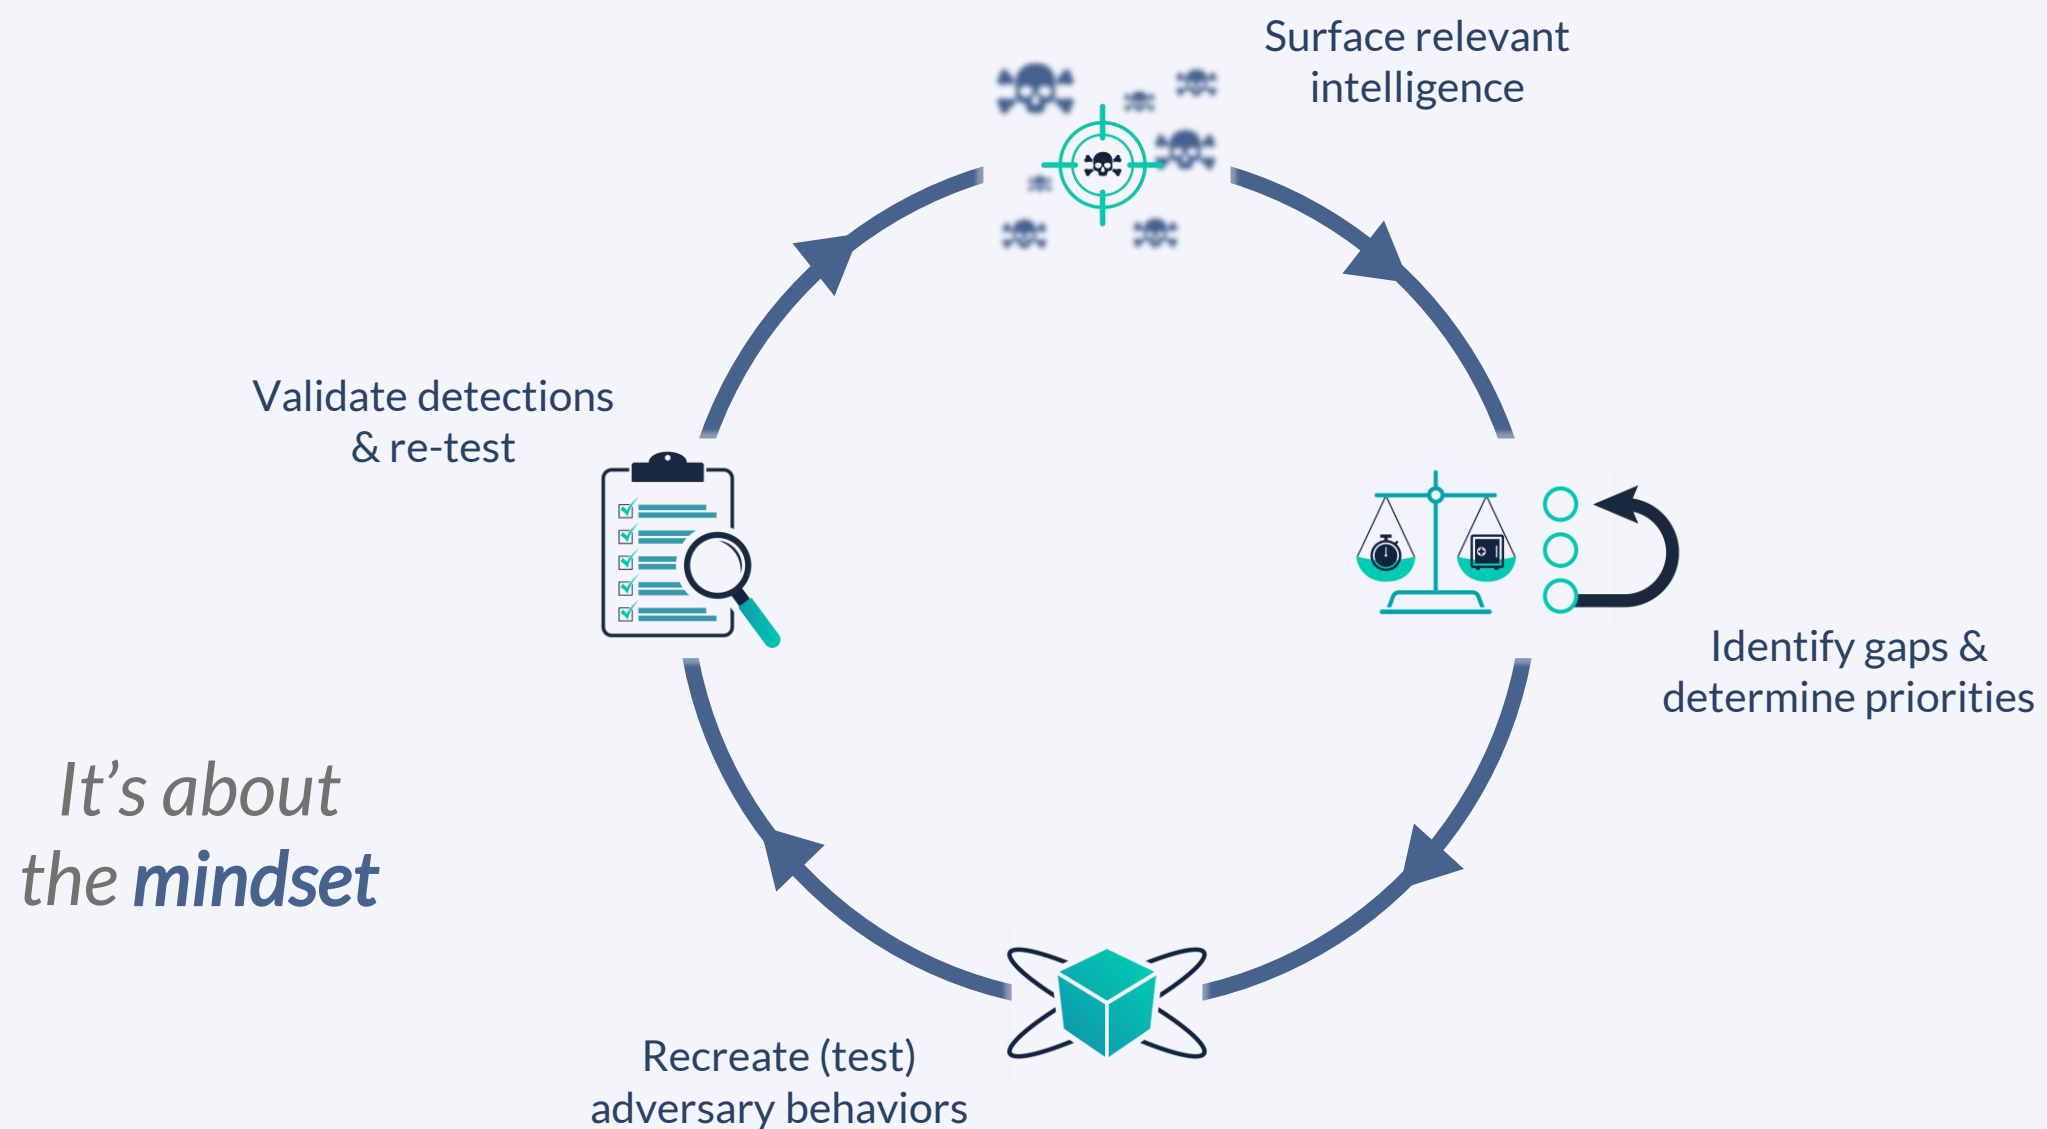 Surface relevant
intelligence
Validate detections
& re-test
Identify gaps &
determine priorities
It's about
the mindset
Recreate (test)
adversary behaviors